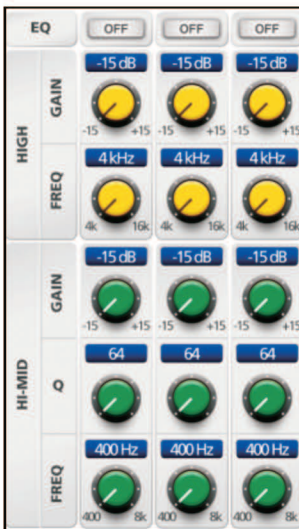 EQ OFF OFF OFF
HIGH
GAIN
-15 dB -15 dB -15 dB
-15 +15 -15 +15 -15 +15
FREQ
4 kHz 4 kHz 4 kHz
4k 16k 4k 16k 4k 16k
HI-MID
GAIN
-15 dB -15 dB -15 dB
-15 +15 -15 +15 -15 +15
Q
64 64 64
FREQ
400 Hz 400 Hz 400 Hz
400 8k 400 8k 400 8k